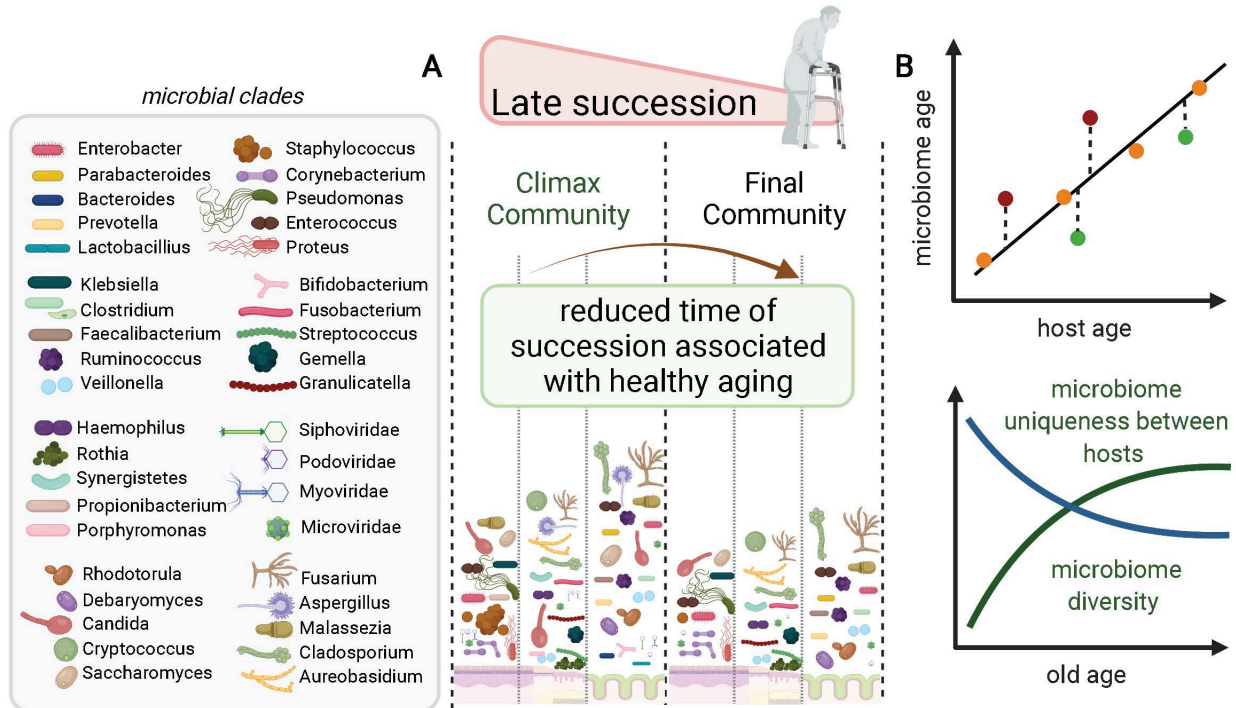 microbial clades
Enterobacter
Parabacteroides
Bacteroides
Prevotella
Lactobacillius
Klebsiella
Clostridium
Faecalibacterium
Ruminococcus
Veillonella
Haemophilus
Rothia
Synergistetes
Propionibacterium
Porphyromonas
Rhodotorula
Debaryomyces
Candida
Cryptococcus
Saccharomyces
Staphylococcus
Corynebacterium
Pseudomonas
Enterococcus
Proteus
Bifidobacterium
Fusobacterium
Streptococcus
Gemella
Granulicatella
Siphoviridae
Podoviridae
Myoviridae
Microviridae
Fusarium
Aspergillus
Malassezia
Cladosporium
Aureobasidium
A
Late succession
Climax
Community
Final
Community
reduced time of
succession associated
with healthy aging
B
microbiome age
host age
microbiome
uniqueness between
hosts
microbiome
diversity
old age